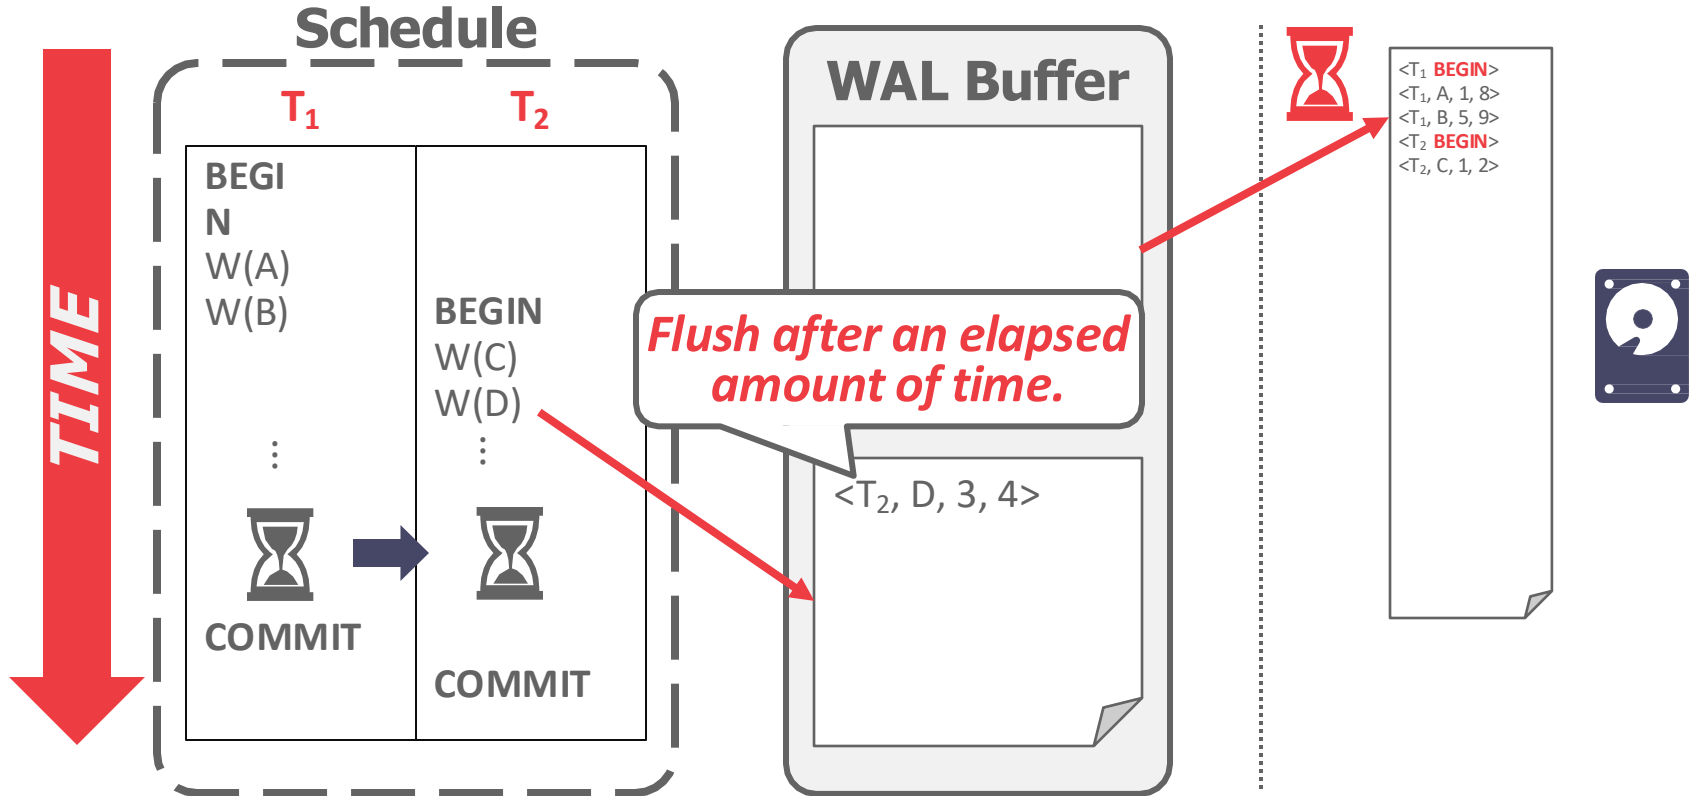 Schedule
TIME
T₁
T₂
BEGI
N
W(A)
W(B)
⋮
COMMIT
BEGIN
W(C)
W(D)
⋮
COMMIT
WAL Buffer
Flush after an elapsed
amount of time.
<T₂, D, 3, 4>
<T₁ BEGIN>
<T₁, A, 1, 8>
<T₁, B, 5, 9>
<T₂ BEGIN>
<T₂, C, 1, 2>